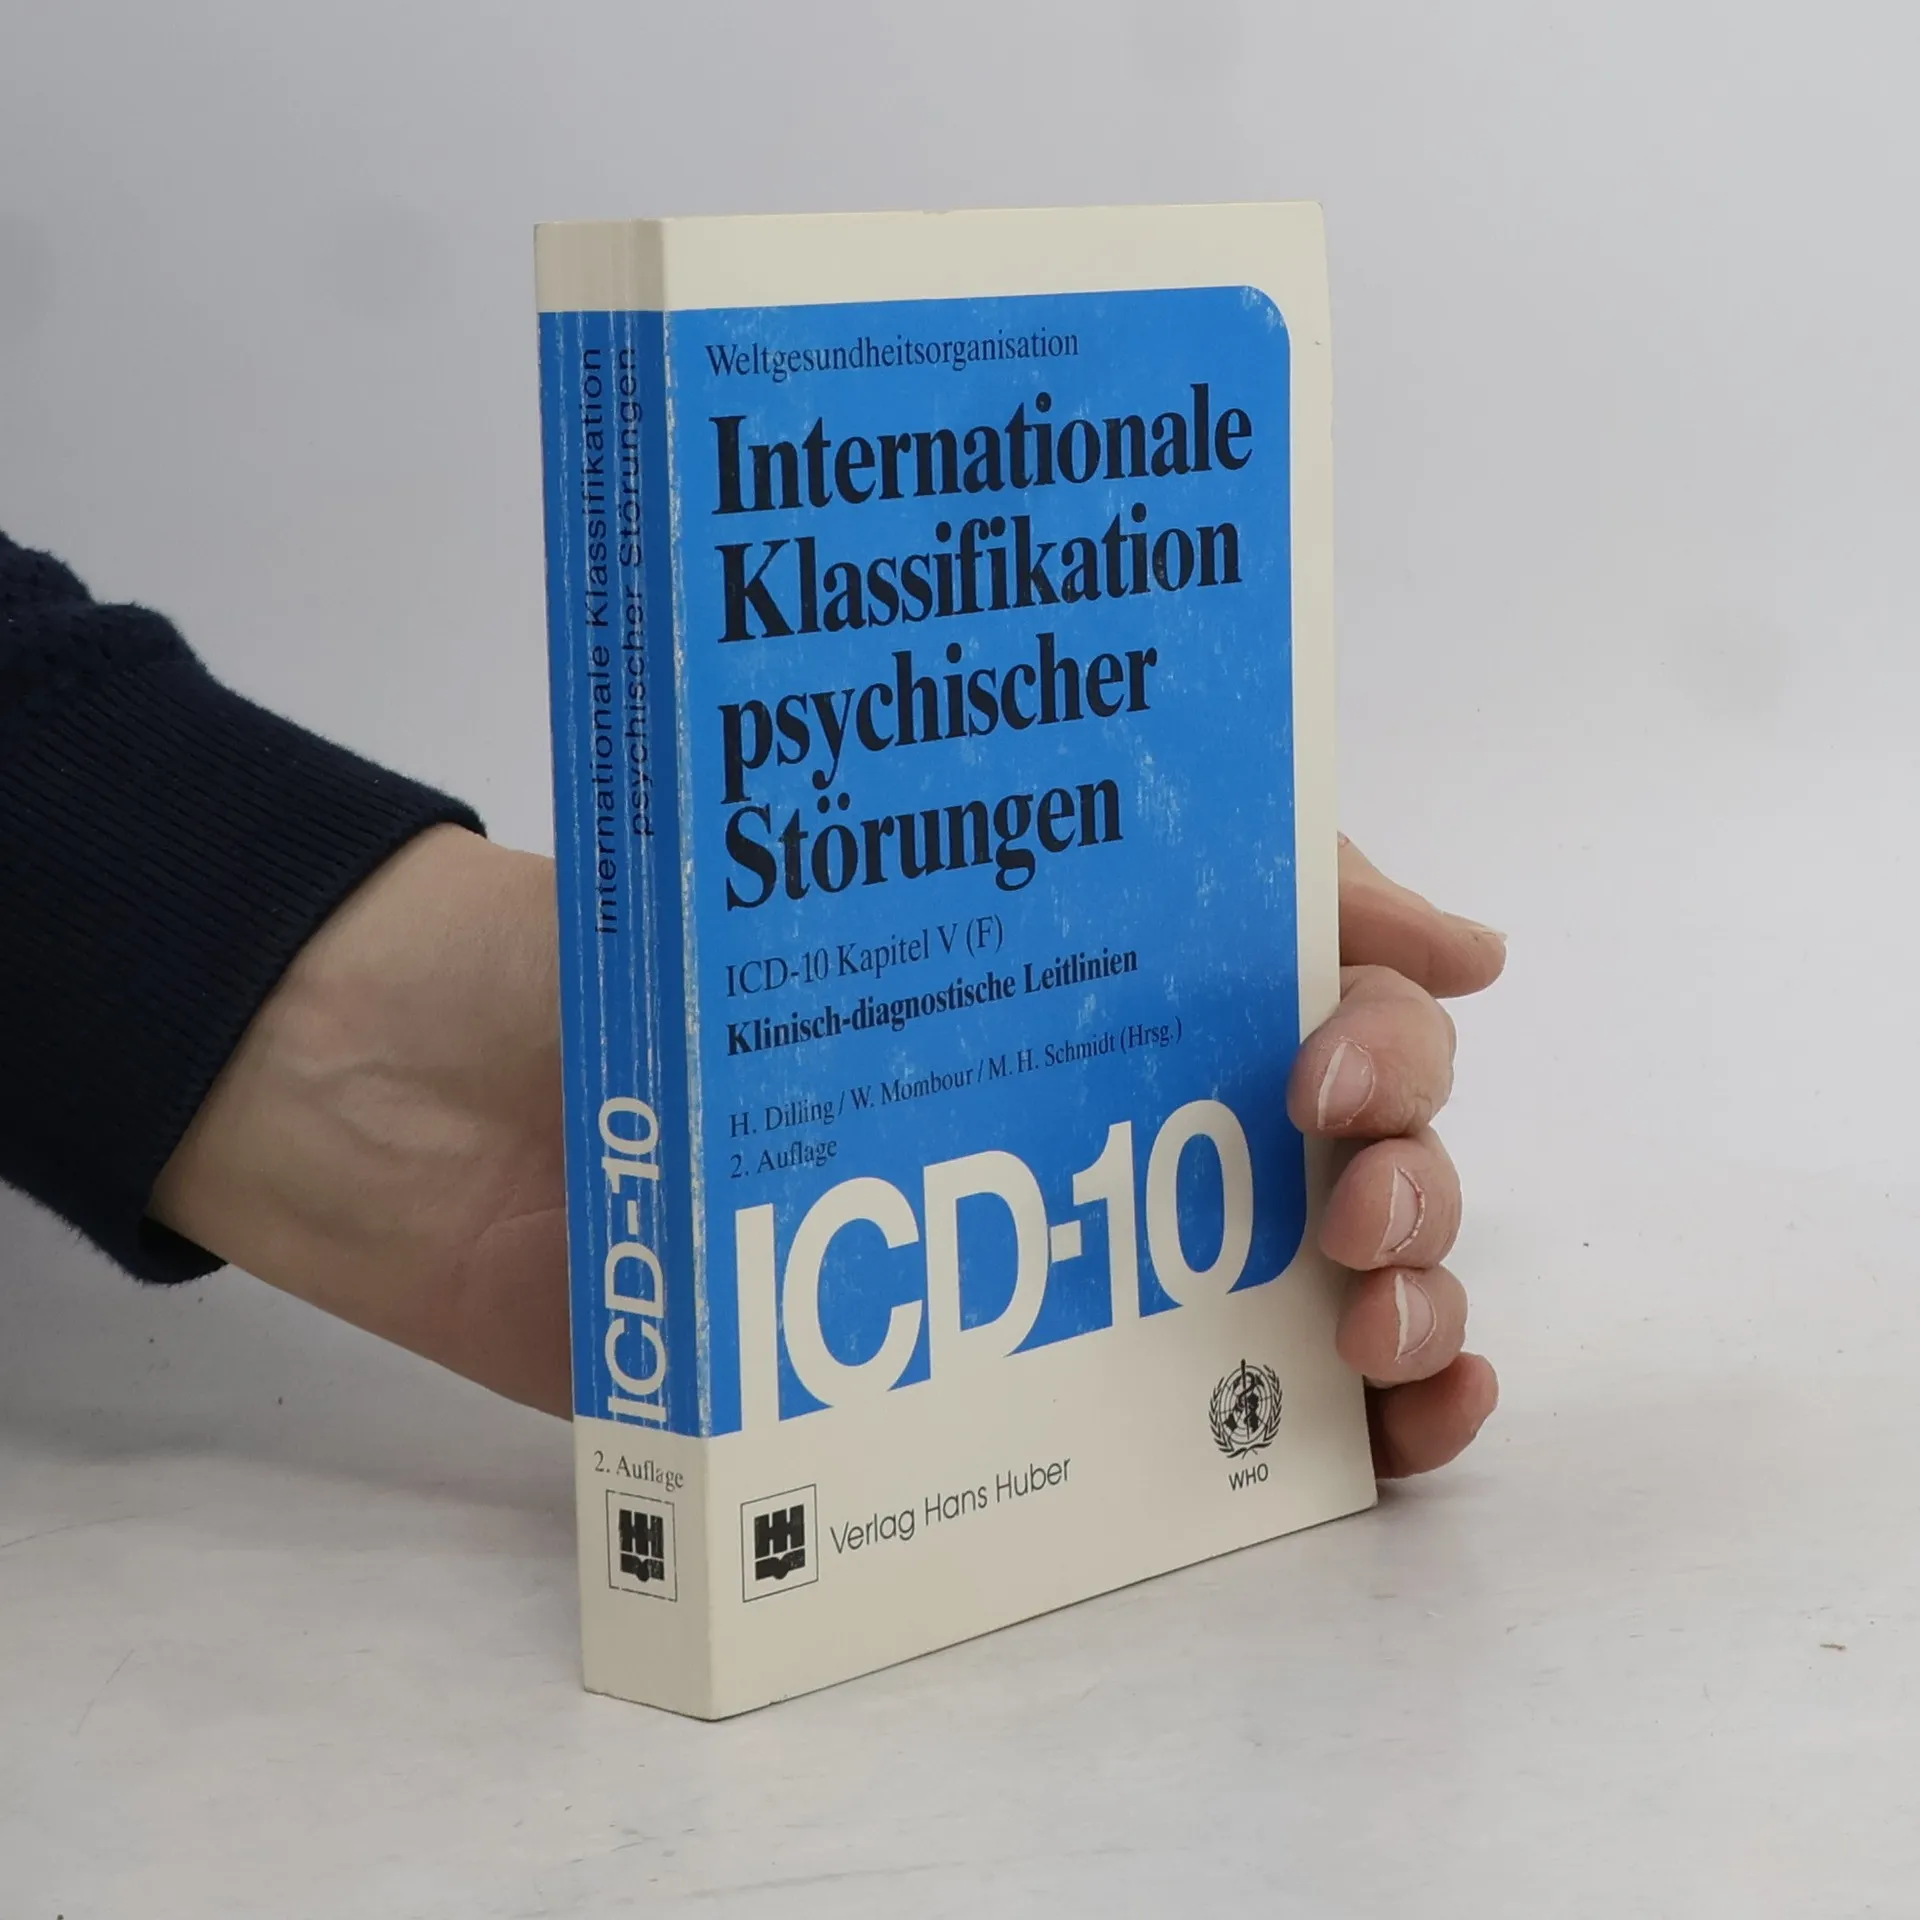 Weltgesundheitsorganisation
Internationale
Klassifikation
psychischer
Störungen
ICD-10 Kapitel V (F)
Klinisch-diagnostische Leitlinien
H. Dilling / W. Mombour / M. H. Schmidt (Hrsg.)
2. Auflage
ICD-10
Verlag Hans Huber
WHO
Internationale Klassifikation
psychischer Störungen
ICD-10
2. Auflage